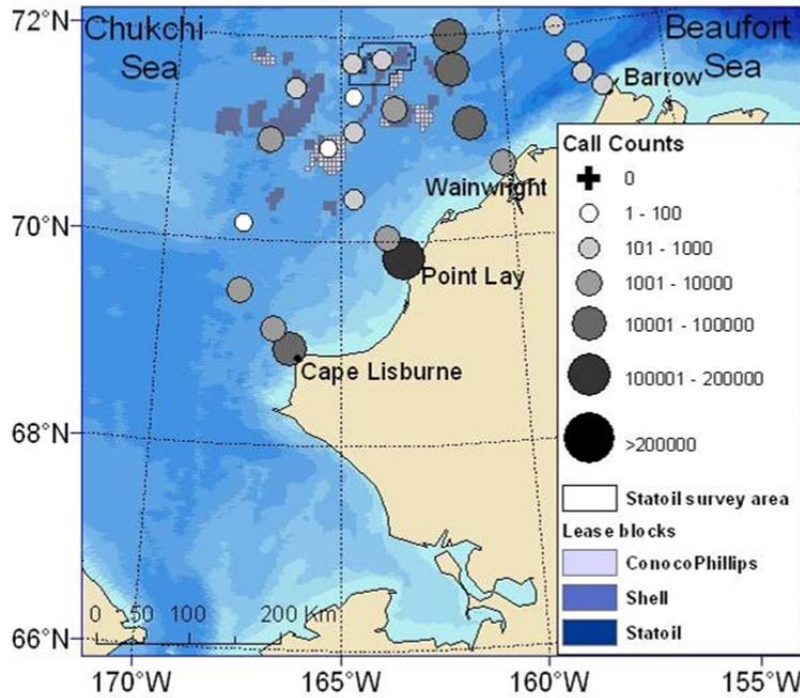 72°N
Chukchi
Sea
Beaufort
Sea
Barrow
Wainwright
70°N
Point Lay
Cape Lisburne
68°N
66°N
0 50 100 200 Km
170°W 165°W 160°W 155°W
Call Counts
0
1 - 100
101 - 1000
1001 - 10000
10001 - 100000
100001 - 200000
>200000
Statoil survey area
Lease blocks
ConocoPhillips
Shell
Statoil